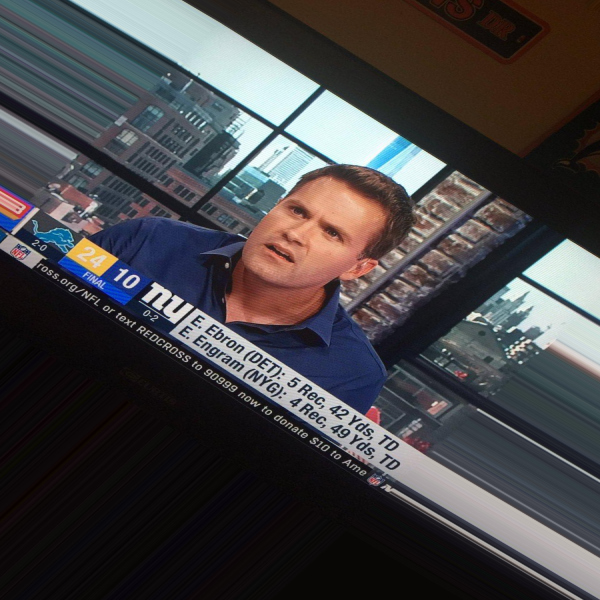 2-0
24
FINAL
10
ny
0-2
E. Ebron (DET): 5 Rec, 42 Yds, TD
E. Engram (NYG): 4 Rec, 49 Yds, TD
NFL
ross.org/NFL or text REDCROSS to 90999 now to donate $10 to Ame